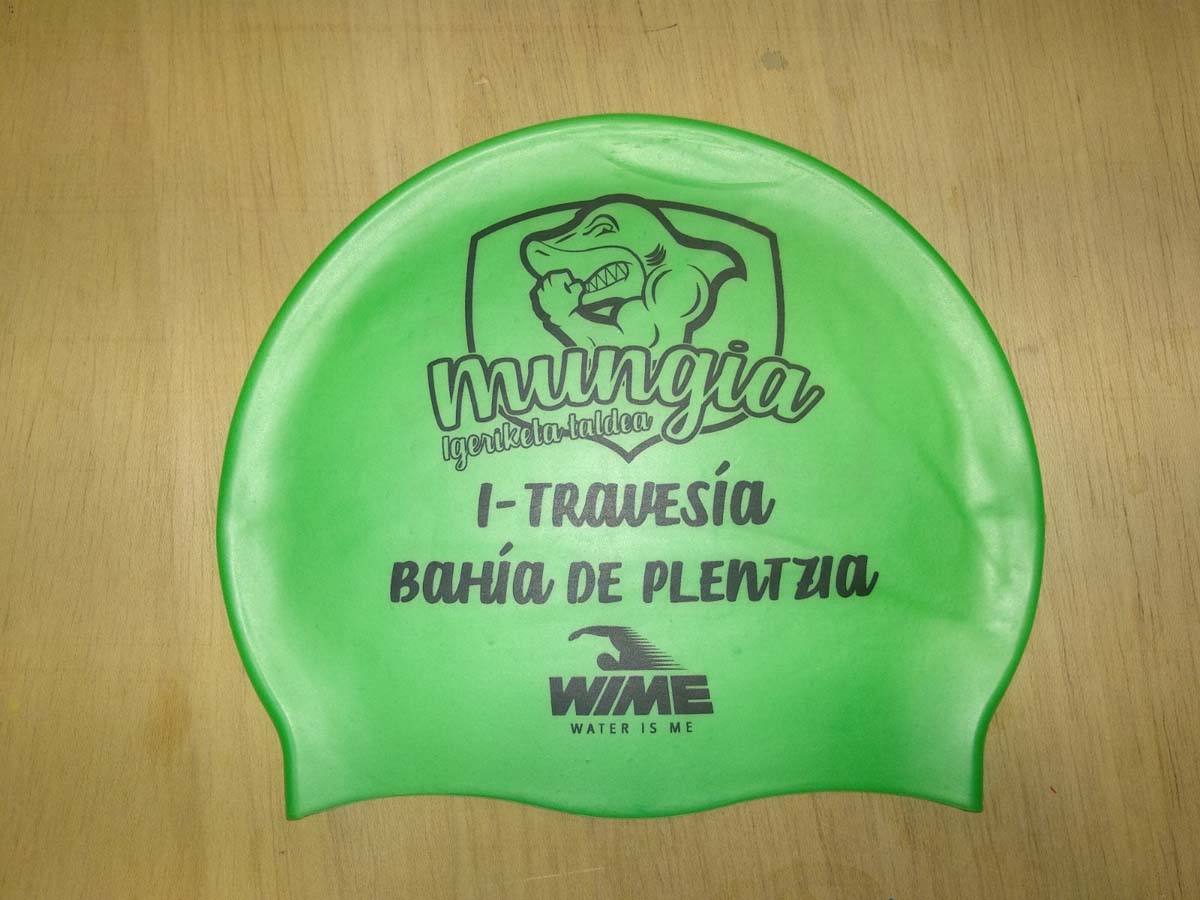 mungia
Igeriketa taldea
I-TRAVESÍA
BAHÍA DE PLENTZIA
WIME
WATER IS ME